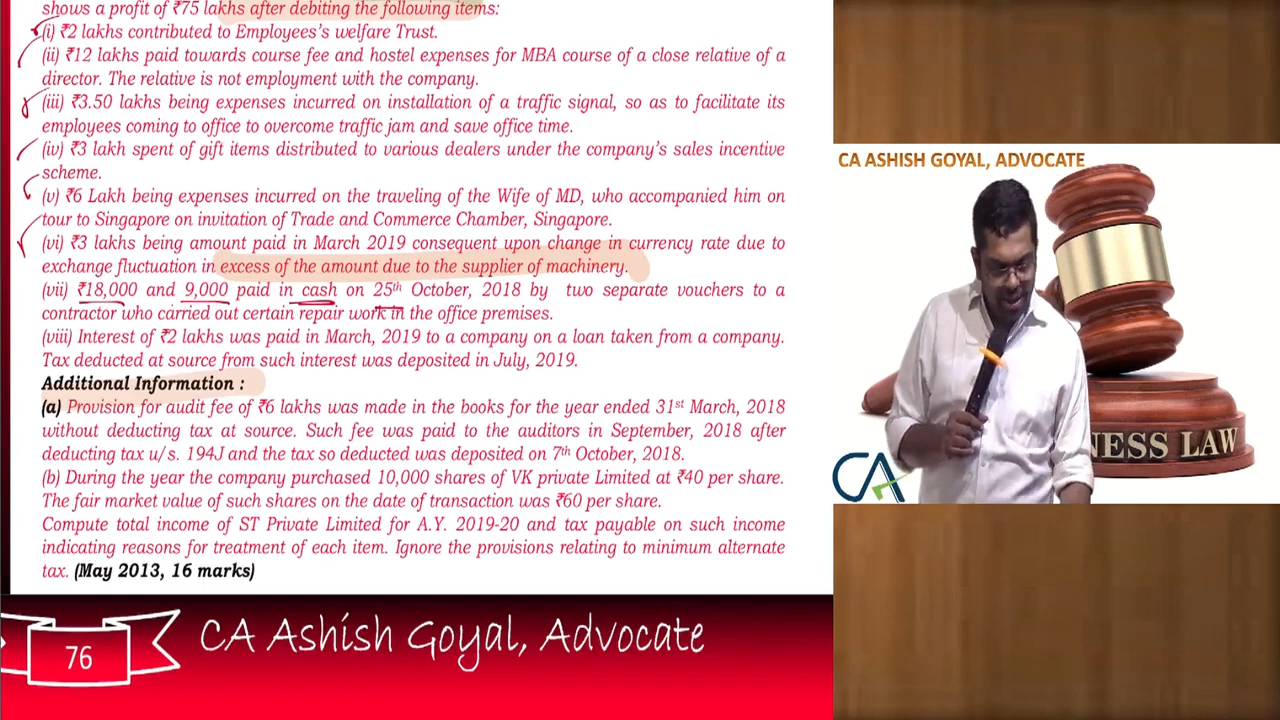 shows a profit of ₹75 lakhs after debiting the following items:
(i) ₹2 lakhs contributed to Employees's welfare Trust.
(ii) ₹12 lakhs paid towards course fee and hostel expenses for MBA course of a close relative of a
director. The relative is not employment with the company.
(iii) ₹3.50 lakhs being expenses incurred on installation of a traffic signal, so as to facilitate its
employees coming to office to overcome traffic jam and save office time.
(iv) ₹3 lakh spent of gift items distributed to various dealers under the company's sales incentive
scheme.
(v) ₹6 Lakh being expenses incurred on the traveling of the Wife of MD, who accompanied him on
tour to Singapore on invitation of Trade and Commerce Chamber, Singapore.
(vi) ₹3 lakhs being amount paid in March 2019 consequent upon change in currency rate due to
exchange fluctuation in excess of the amount due to the supplier of machinery.
(vii) ₹18,000 and 9,000 paid in cash on 25th October, 2018 by two separate vouchers to a
contractor who carried out certain repair work in the office premises.
(viii) Interest of ₹2 lakhs was paid in March, 2019 to a company on a loan taken from a company.
Tax deducted at source from such interest was deposited in July, 2019.
Additional Information :
(a) Provision for audit fee of ₹6 lakhs was made in the books for the year ended 31st March, 2018
without deducting tax at source. Such fee was paid to the auditors in September, 2018 after
deducting tax u/s. 194J and the tax so deducted was deposited on 7th October, 2018.
(b) During the year the company purchased 10,000 shares of VK private Limited at ₹40 per share.
The fair market value of such shares on the date of transaction was ₹60 per share.
Compute total income of ST Private Limited for A.Y. 2019-20 and tax payable on such income
indicating reasons for treatment of each item. Ignore the provisions relating to minimum alternate
tax. (May 2013, 16 marks)
76
CA Ashish Goyal, Advocate
CA ASHISH GOYAL, ADVOCATE
NESS LAW
CA